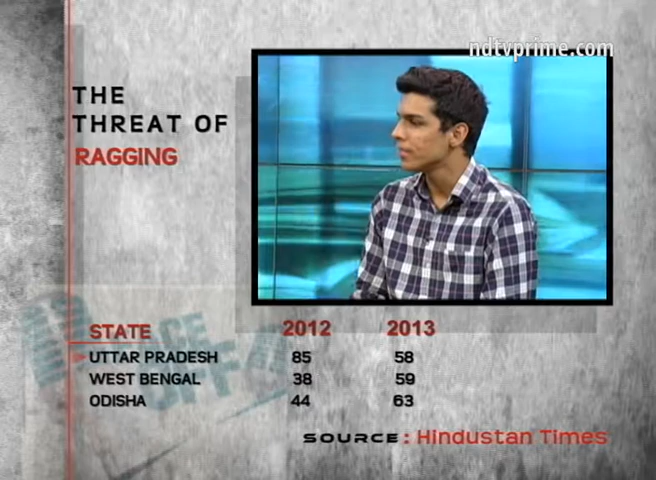 ndtvprime.com
THE
THREAT OF
RAGGING
STATE 2012 2013
UTTAR PRADESH 85 58
WEST BENGAL 38 59
ODISHA 44 63
SOURCE: Hindustan Times